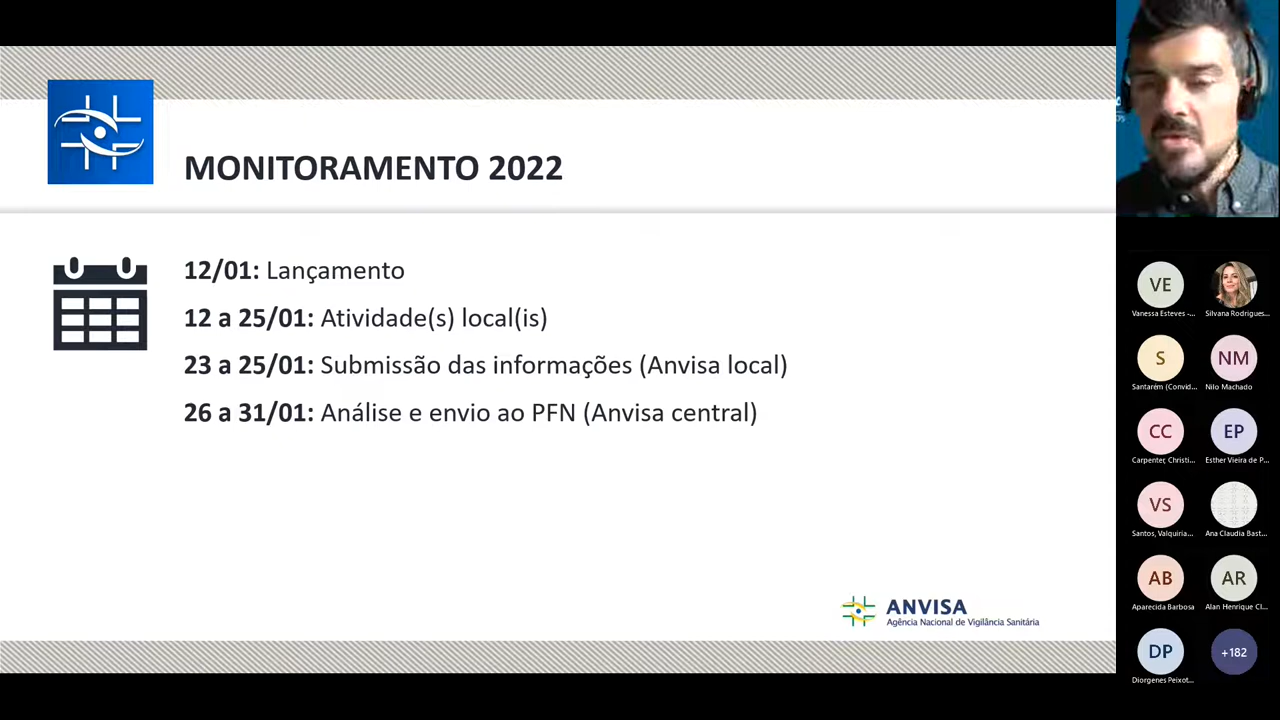 MONITORAMENTO 2022
12/01: Lançamento
12 a 25/01: Atividade(s) local(is)
23 a 25/01: Submissão das informações (Anvisa local)
26 a 31/01: Análise e envio ao PFN (Anvisa central)
ANVISA
Agência Nacional de Vigilância Sanitária
VE
Vanessa Esteves -...
Silvana Rodrigues...
S
Santarém (Convid...
NM
Nilo Machado
CC
Carpenter, Christi...
EP
Esther Vieira de P...
VS
Santos, Valquíria...
Ana Claudia Bast...
AB
Aparecida Barbosa
AR
Alan Henrique Cl...
DP
Diorgenes Peixot...
+182